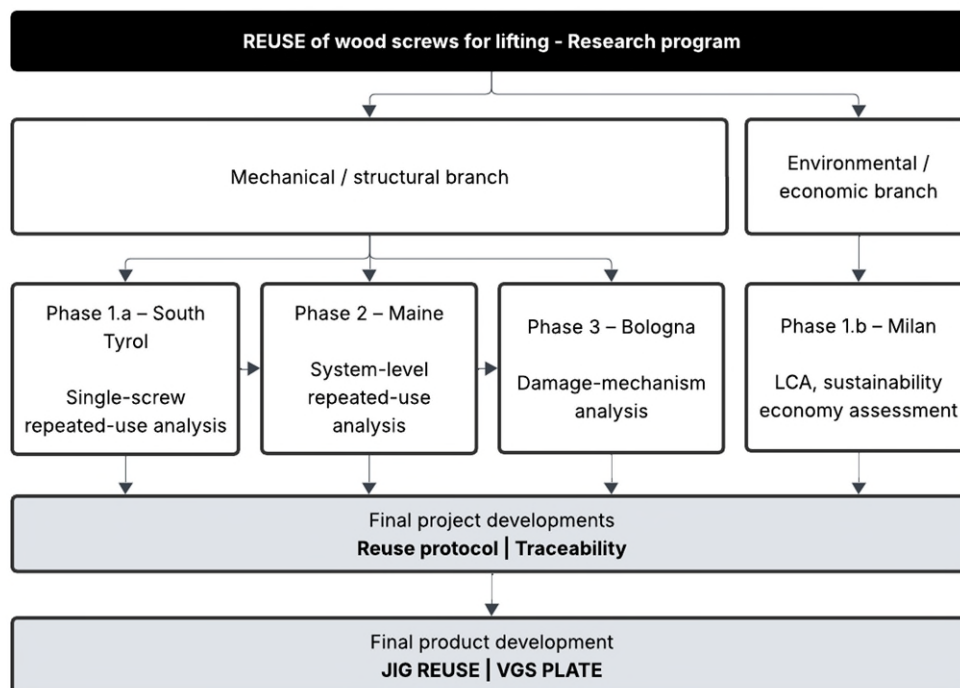 REUSE of wood screws for lifting - Research program
Mechanical / structural branch
Environmental /
economic branch
Phase 1.a – South
Tyrol
Single-screw
repeated-use analysis
Phase 2 – Maine
System-level
repeated-use
analysis
Phase 3 – Bologna
Damage-mechanism
analysis
Phase 1.b – Milan
LCA, sustainability
economy assessment
Final project developments
Reuse protocol | Traceability
Final product development
JIG REUSE | VGS PLATE